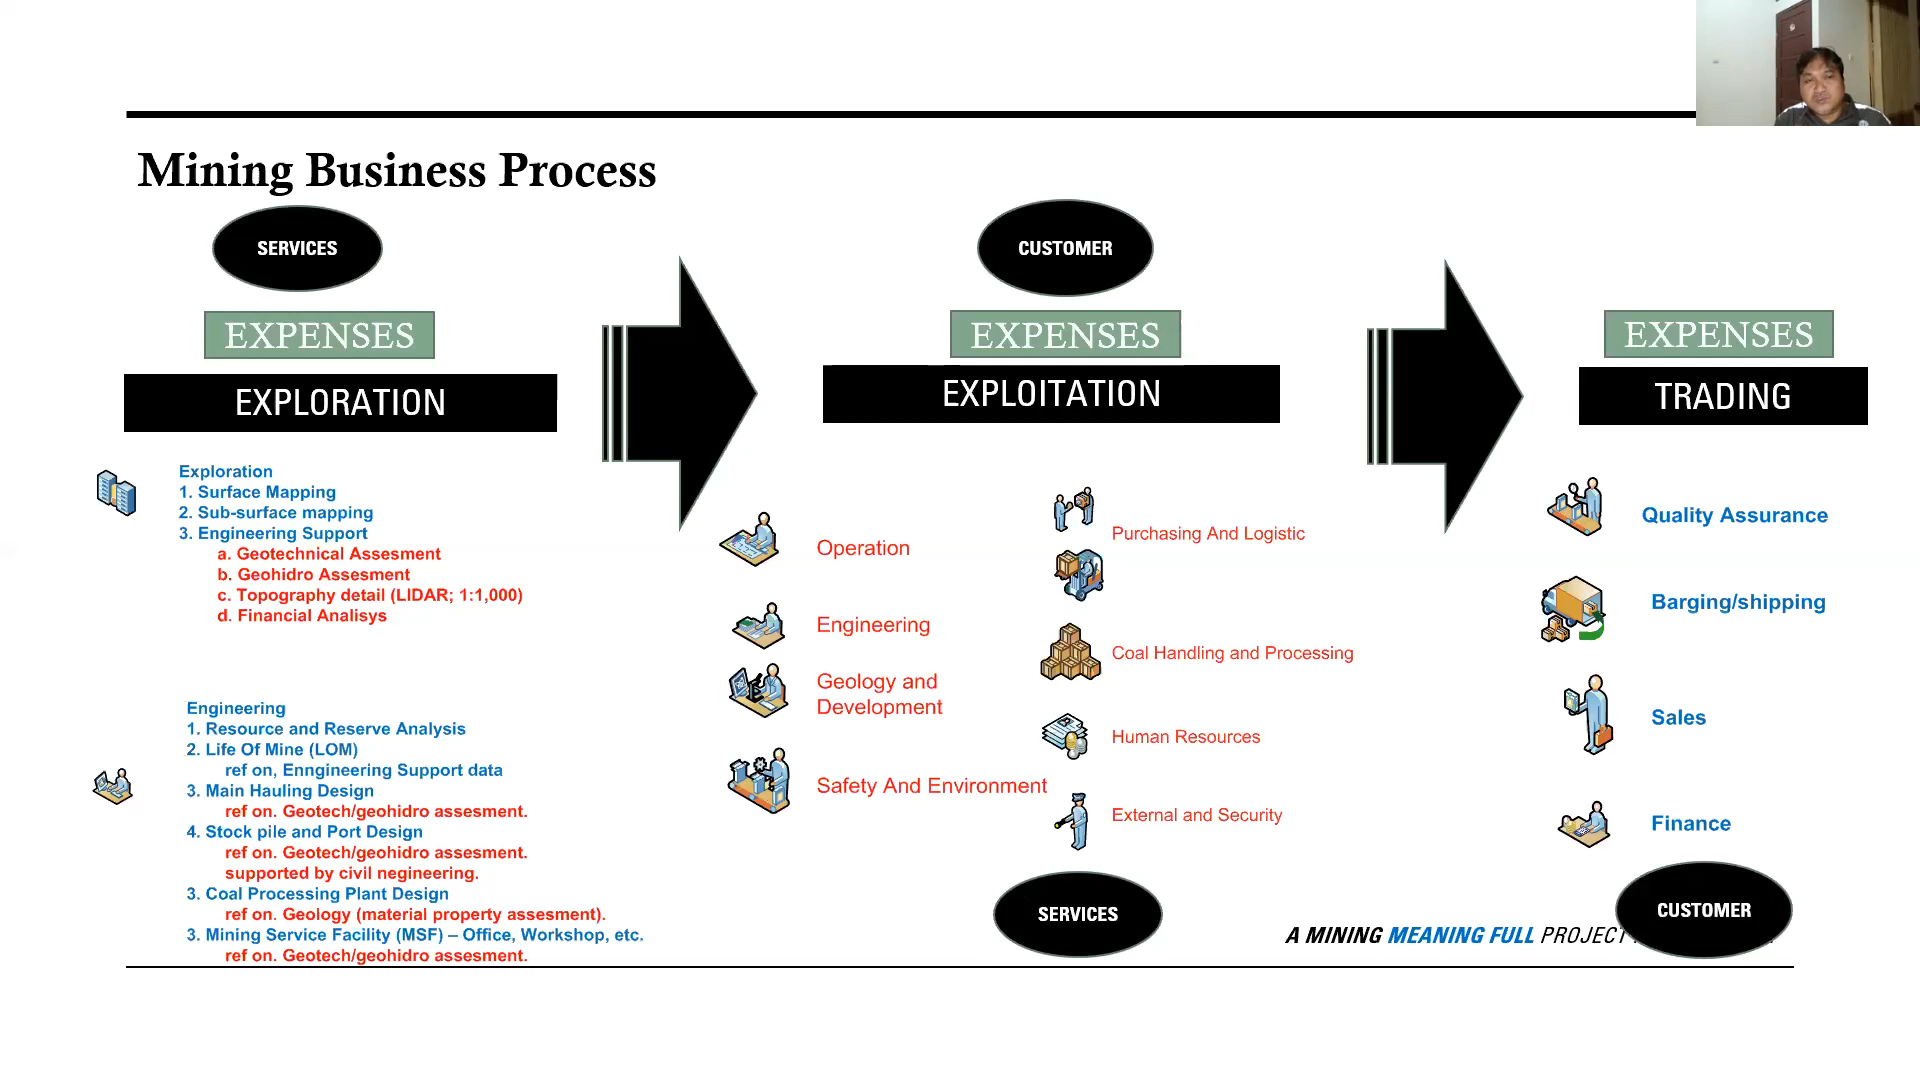 Mining Business Process
SERVICES
EXPENSES
EXPLORATION
Exploration
1. Surface Mapping
2. Sub-surface mapping
3. Engineering Support
a. Geotechnical Assesment
b. Geohidro Assesment
c. Topography detail (LIDAR; 1:1,000)
d. Financial Analisys
Engineering
1. Resource and Reserve Analysis
2. Life Of Mine (LOM)
ref on, Enngineering Support data
3. Main Hauling Design
ref on. Geotech/geohidro assesment.
4. Stock pile and Port Design
ref on. Geotech/geohidro assesment.
supported by civil negineering.
3. Coal Processing Plant Design
ref on. Geology (material property assesment).
3. Mining Service Facility (MSF) – Office, Workshop, etc.
ref on. Geotech/geohidro assesment.
CUSTOMER
EXPENSES
EXPLOITATION
Operation
Engineering
Geology and
Development
Safety And Environment
Purchasing And Logistic
Coal Handling and Processing
Human Resources
External and Security
SERVICES
EXPENSES
TRADING
Quality Assurance
Barging/shipping
Sales
Finance
CUSTOMER
A MINING MEANING FULL PROJECT